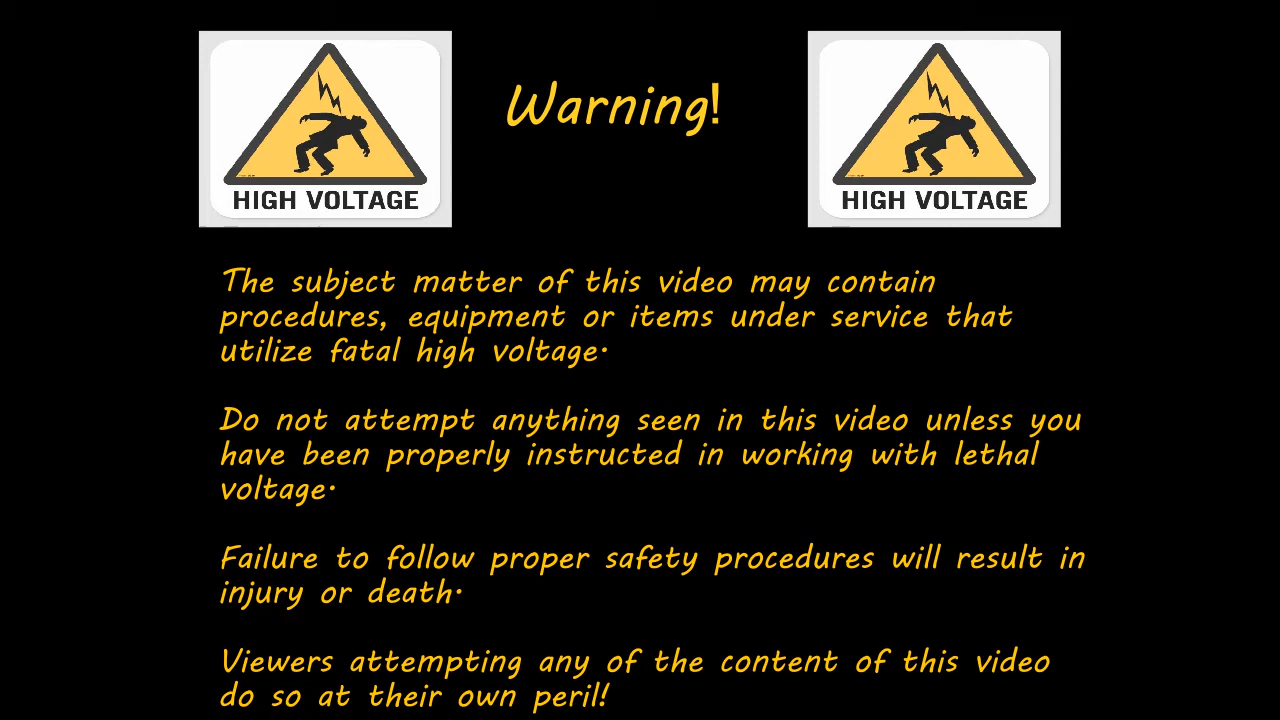 Warning!
HIGH VOLTAGE
HIGH VOLTAGE
The subject matter of this video may contain
procedures, equipment or items under service that
utilize fatal high voltage.
Do not attempt anything seen in this video unless you
have been properly instructed in working with lethal
voltage.
Failure to follow proper safety procedures will result in
injury or death.
Viewers attempting any of the content of this video
do so at their own peril!